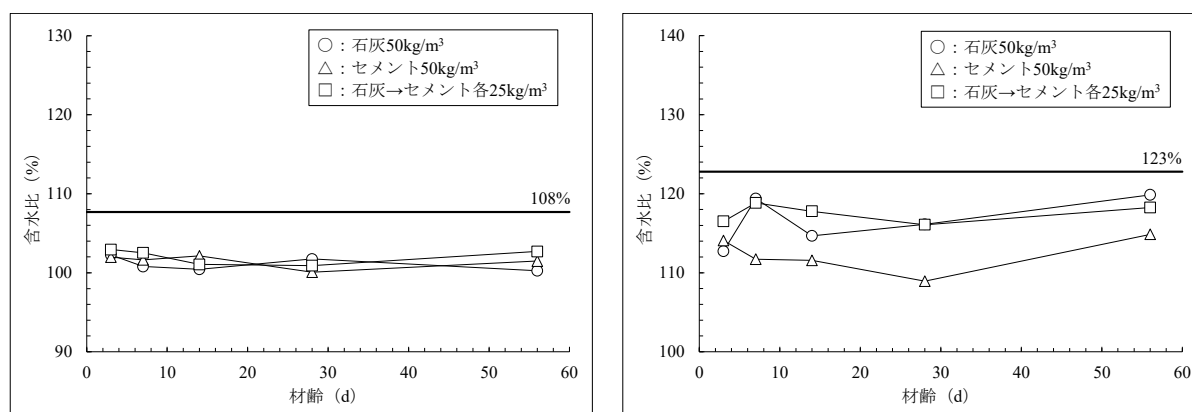 130
120
110
100
90
含水比 (%)
0 10 20 30 40 50 60
材齢 (d)
○：石灰50kg/m³
△：セメント50kg/m³
□：石灰→セメント各25kg/m³
108%
140
130
120
110
100
含水比 (%)
0 10 20 30 40 50 60
材齢 (d)
○：石灰50kg/m³
△：セメント50kg/m³
□：石灰→セメント各25kg/m³
123%